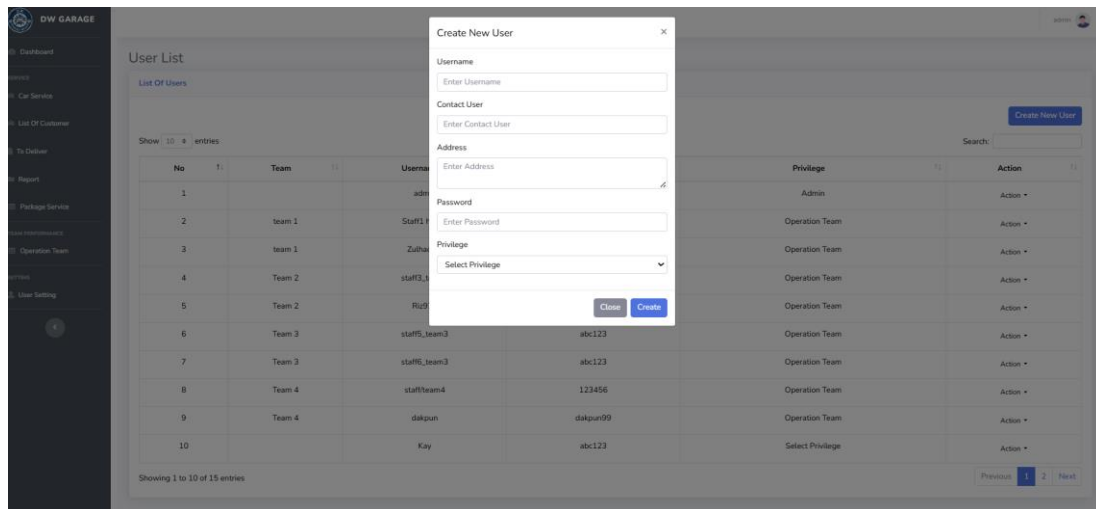 DW GARAGE
admin
Dashboard
SERVICE
Car Service
List Of Customer
To Deliver
Report
Package Service
TEAM PERFORMANCE
Operation Team
SETTING
User Setting
User List
List Of Users
Create New User
Show 10 entries
Search:
No Team Privilege Action
1 Admin Action
2 team 1 Staff1 Operation Team Action
3 team 1 Operation Team Action
4 Team 2 Operation Team Action
5 Team 2 Operation Team Action
6 Team 3 staff5_team3 abc123 Operation Team Action
7 Team 3 staff6_team3 abc123 Operation Team Action
8 Team 4 staff/team4 123456 Operation Team Action
9 Team 4 dakpun dakpun99 Operation Team Action
10 Kay abc123 Select Privilege Action
Showing 1 to 10 of 15 entries
Previous 1 2 Next
Create New User ×
Username
Enter Username
Contact User
Enter Contact User
Address
Enter Address
Password
Enter Password
Privilege
Select Privilege
Close Create